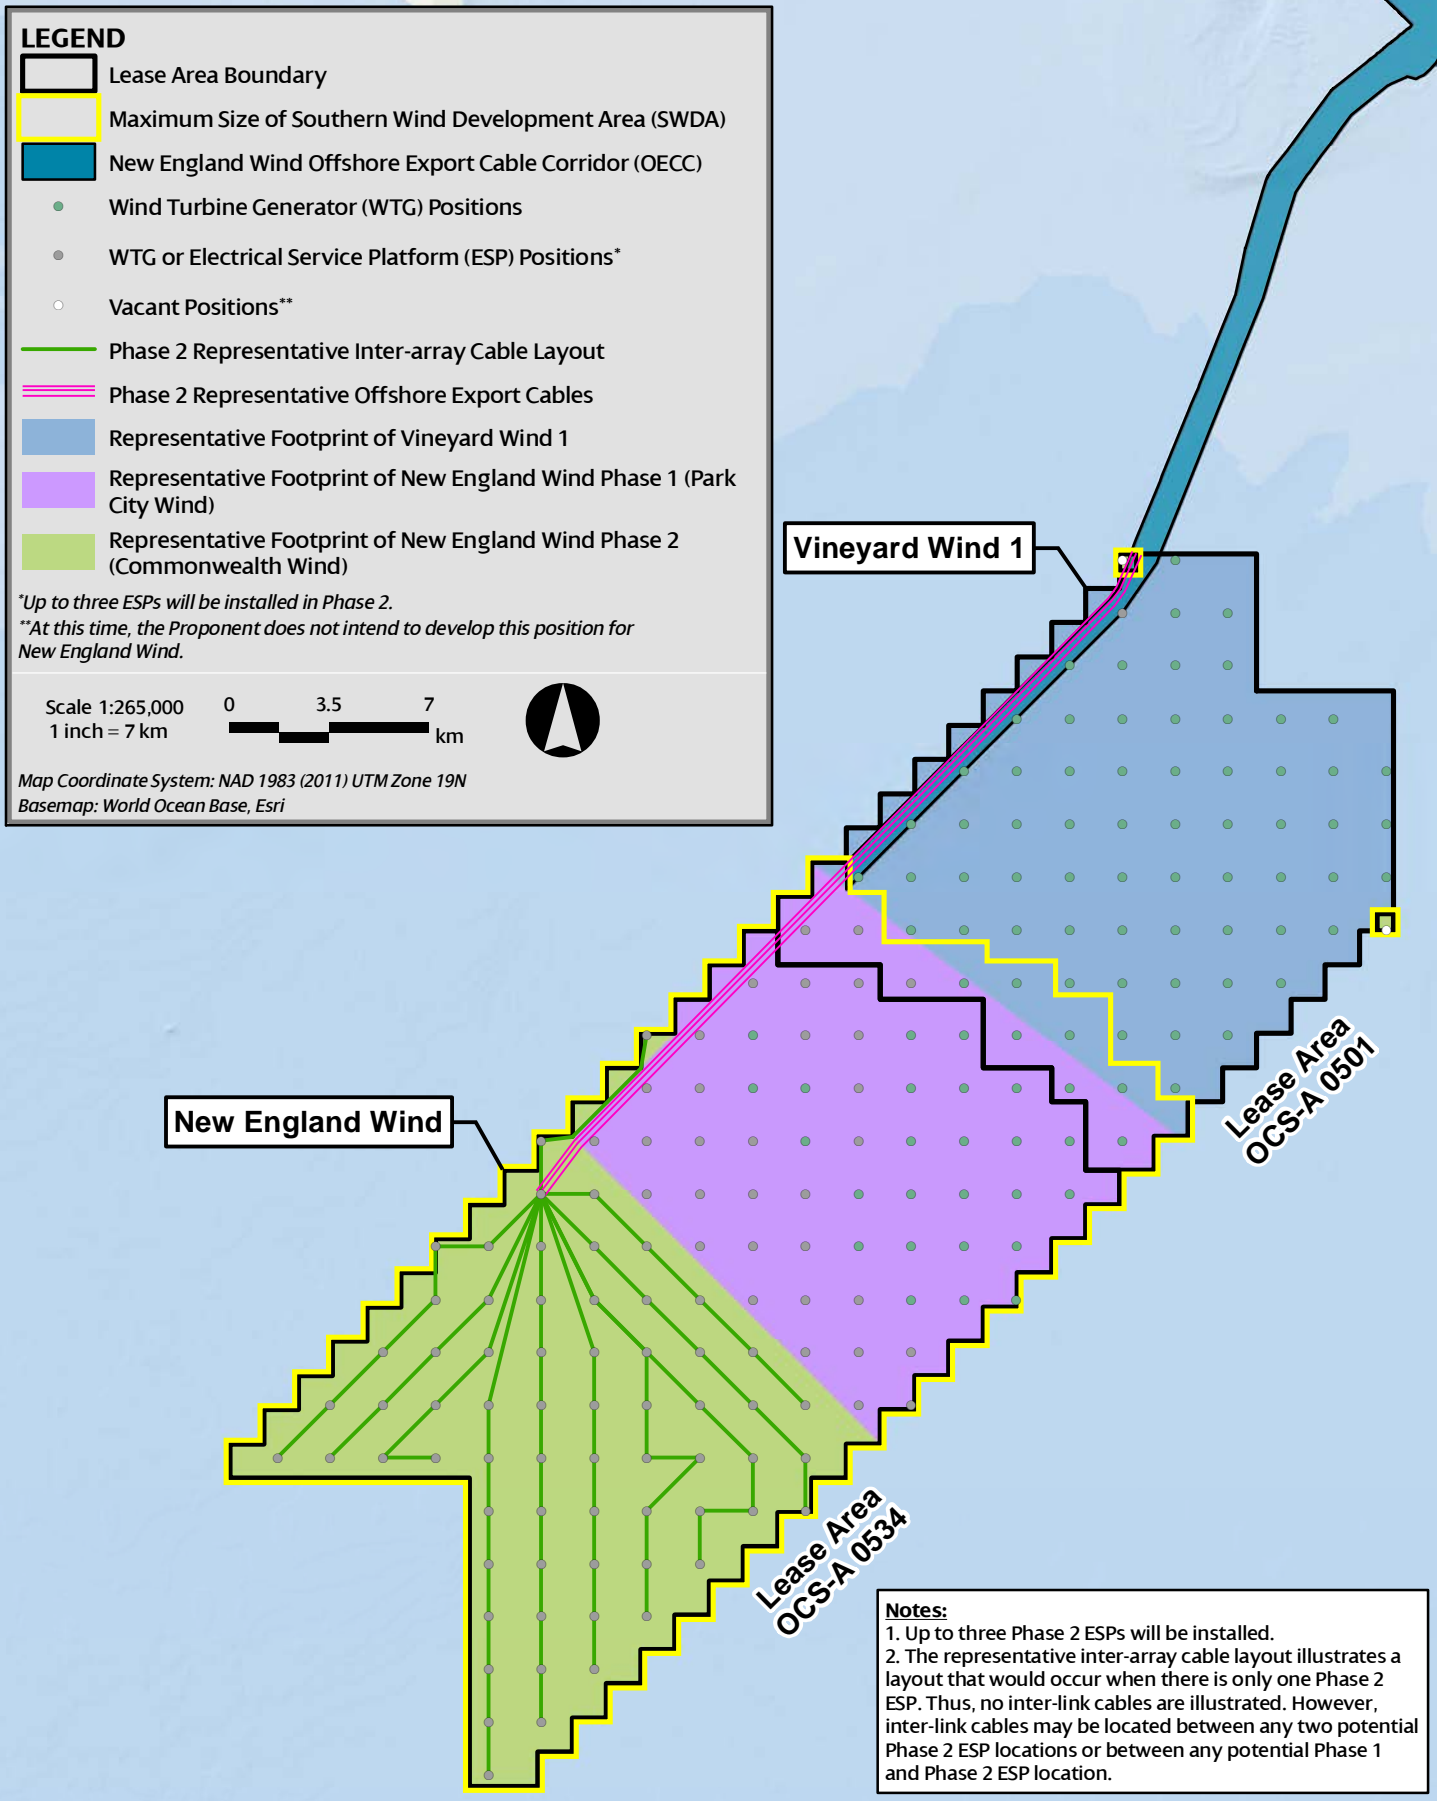 LEGEND
Lease Area Boundary
Maximum Size of Southern Wind Development Area (SWDA)
New England Wind Offshore Export Cable Corridor (OECC)
Wind Turbine Generator (WTG) Positions
WTG or Electrical Service Platform (ESP) Positions*
Vacant Positions**
Phase 2 Representative Inter-array Cable Layout
Phase 2 Representative Offshore Export Cables
Representative Footprint of Vineyard Wind 1
Representative Footprint of New England Wind Phase 1 (Park
City Wind)
Representative Footprint of New England Wind Phase 2
(Commonwealth Wind)
*Up to three ESPs will be installed in Phase 2.
**At this time, the Proponent does not intend to develop this position for
New England Wind.
Scale 1:265,000
1 inch = 7 km
0 3.5 7
km
Map Coordinate System: NAD 1983 (2011) UTM Zone 19N
Basemap: World Ocean Base, Esri
Vineyard Wind 1
New England Wind
Lease Area
OCS-A 0501
Lease Area
OCS-A 0534
Notes:
1. Up to three Phase 2 ESPs will be installed.
2. The representative inter-array cable layout illustrates a
layout that would occur when there is only one Phase 2
ESP. Thus, no inter-link cables are illustrated. However,
inter-link cables may be located between any two potential
Phase 2 ESP locations or between any potential Phase 1
and Phase 2 ESP location.